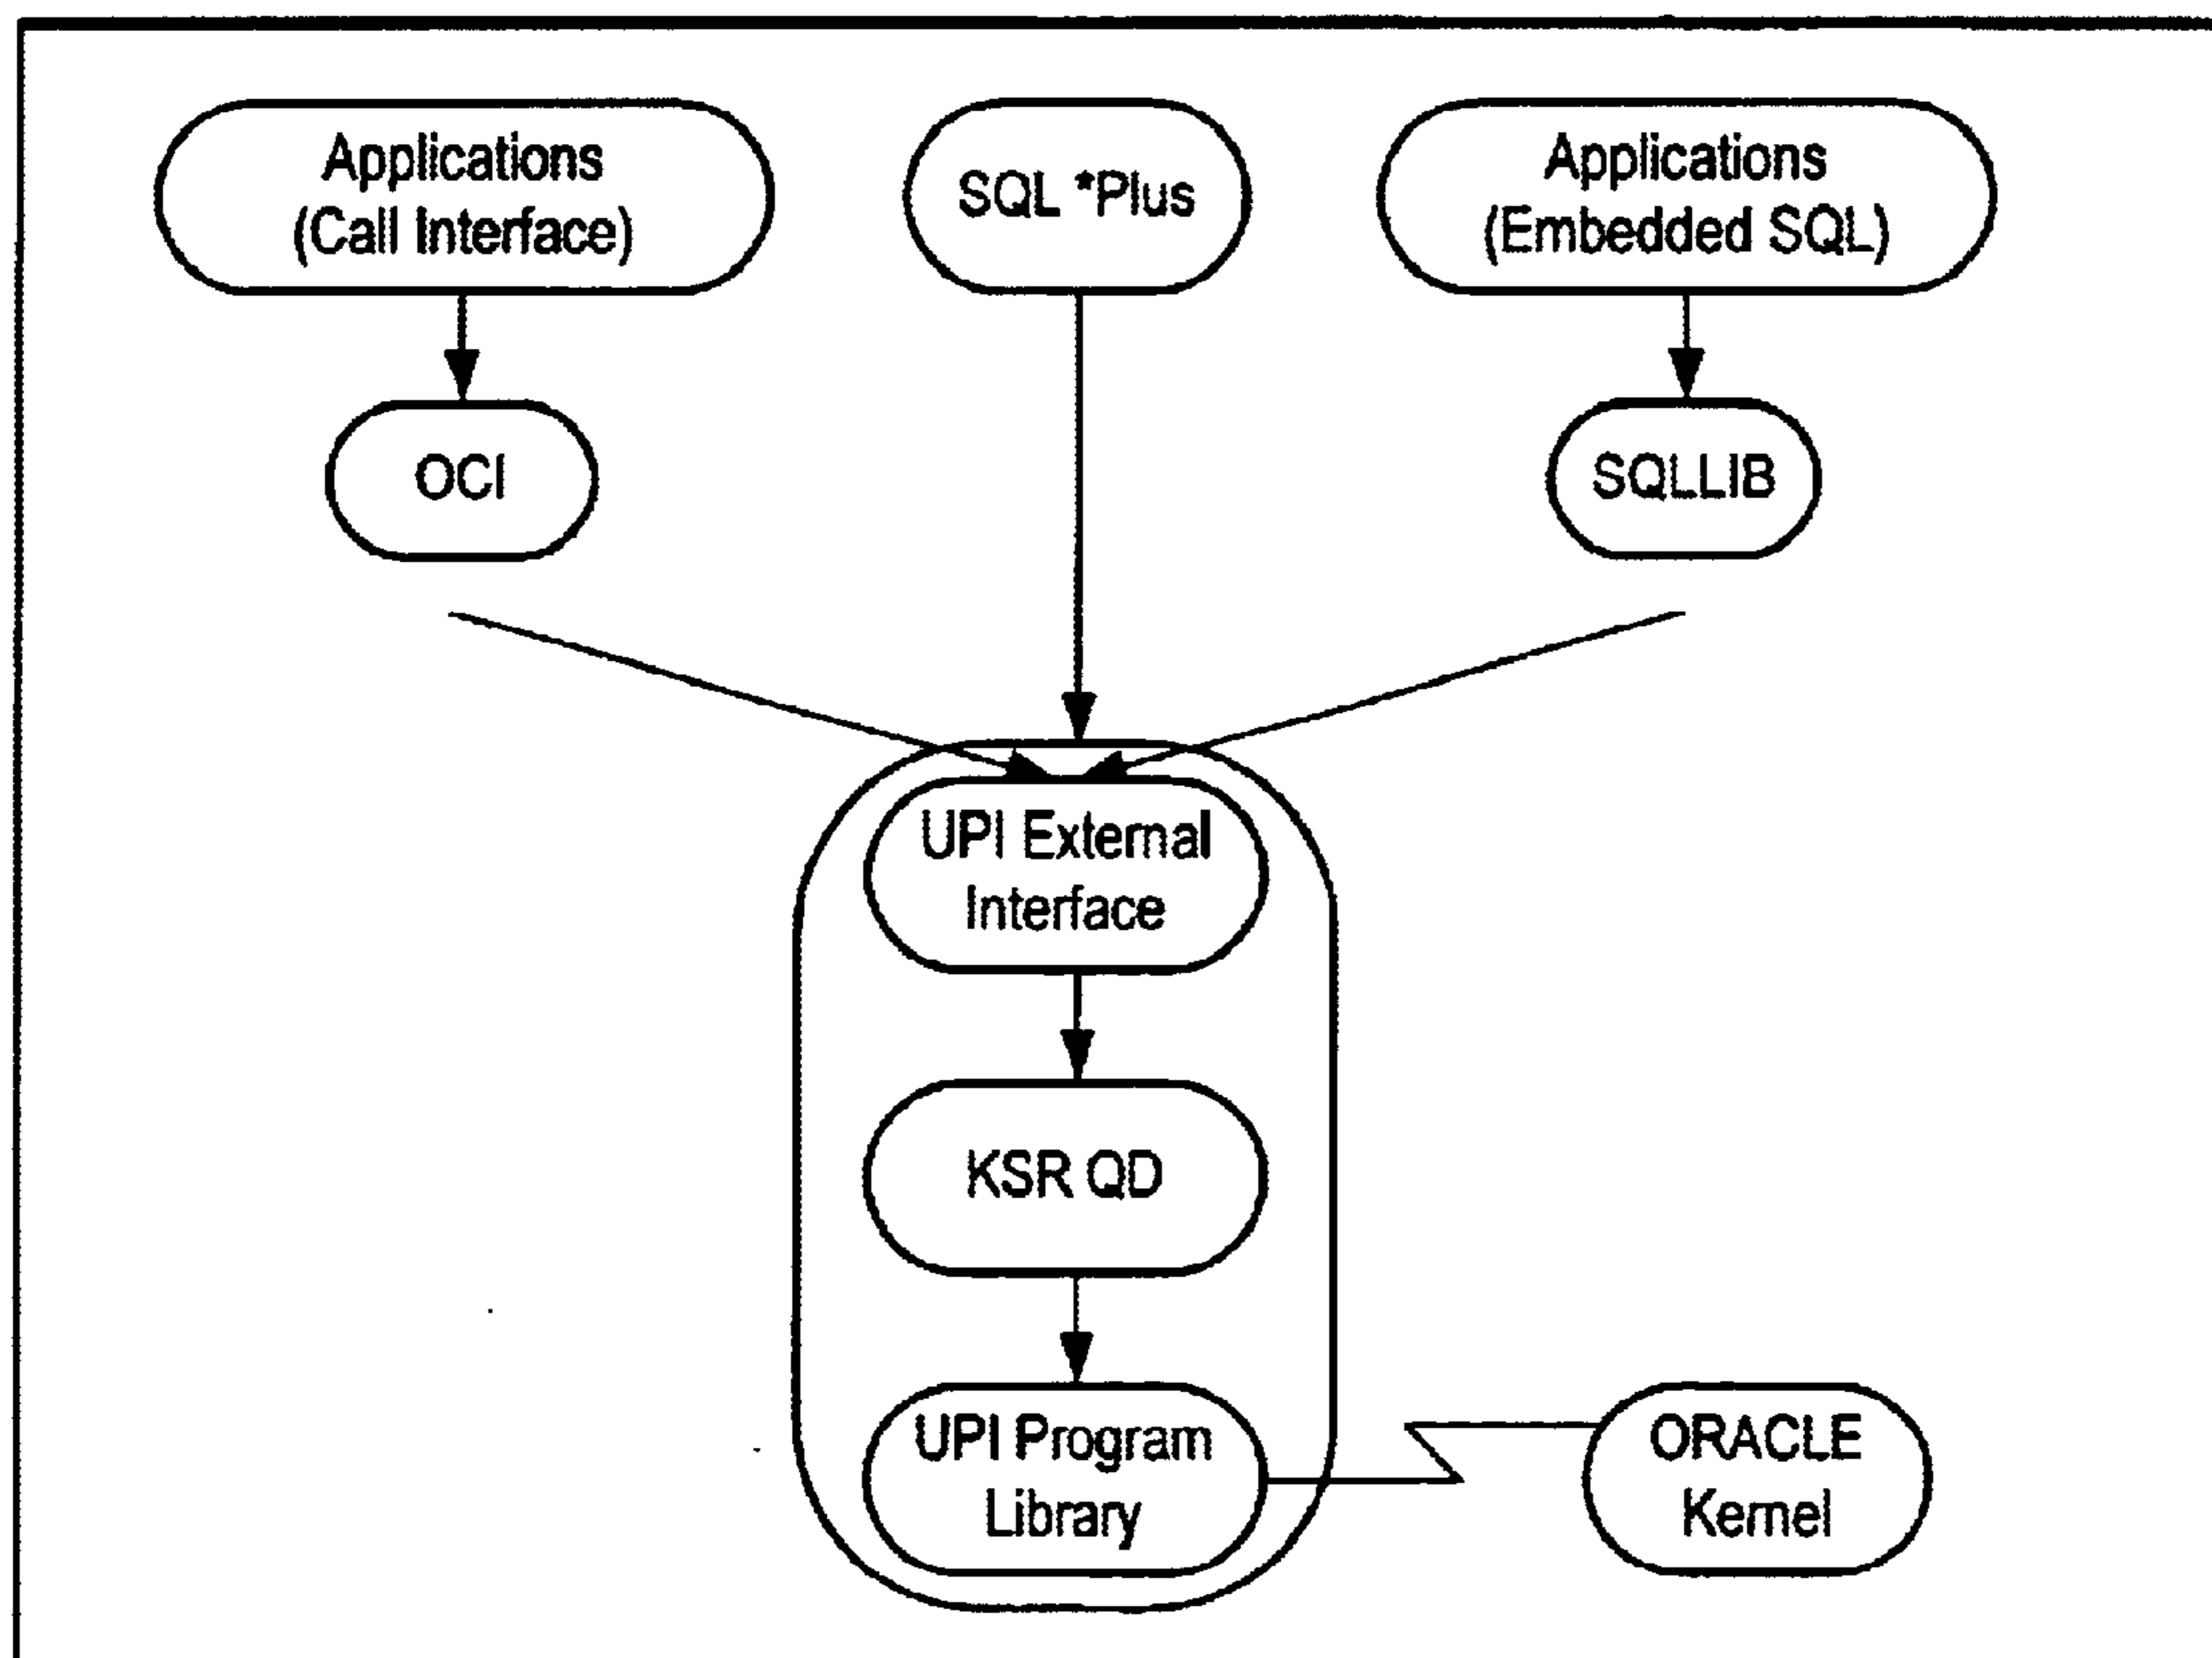 Applications
(Call Interface)
SQL *Plus
Applications
(Embedded SQL)
OCI
SQLLIB
UPI External
Interface
KSR QD
UPI Program
Library
ORACLE
Kernel